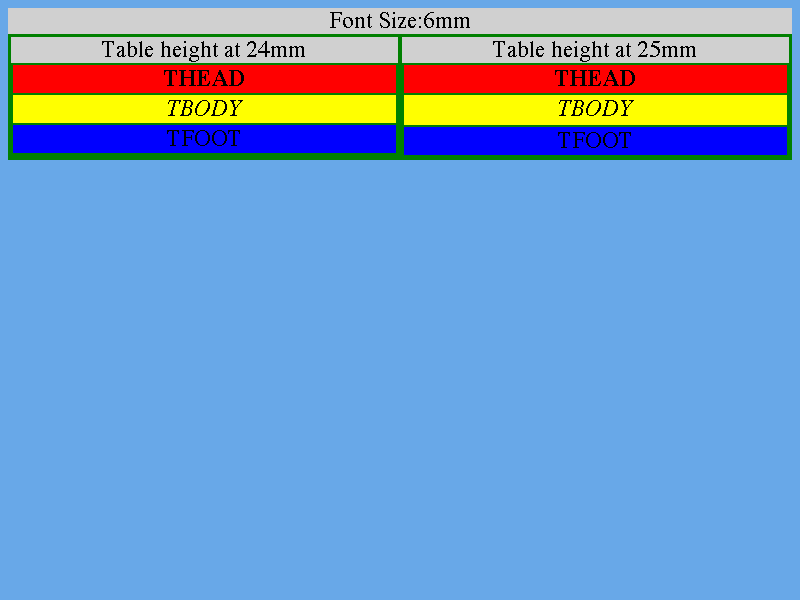 Font Size:6mm
Table height at 24mm Table height at 25mm
THEAD THEAD
TBODY TBODY
TFOOT TFOOT